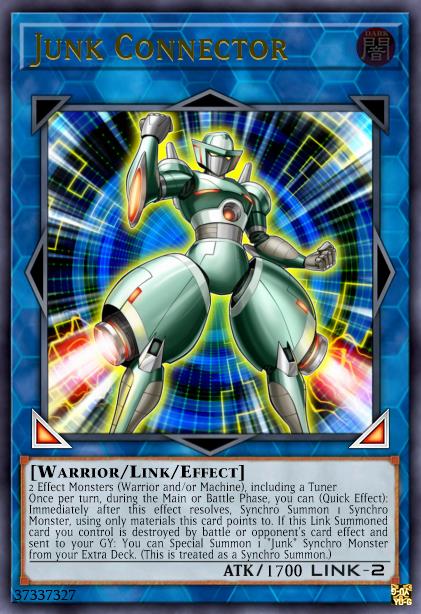 JUNK CONNECTOR
DARK
闇
[WARRIOR/LINK/EFFECT]
2 Effect Monsters (Warrior and/or Machine), including a Tuner
Once per turn, during the Main or Battle Phase, you can (Quick Effect):
Immediately after this effect resolves, Synchro Summon 1 Synchro
Monster, using only materials this card points to. If this Link Summoned
card you control is destroyed by battle or opponent's card effect and
sent to your GY: You can Special Summon 1 "Junk" Synchro Monster
from your Extra Deck. (This is treated as a Synchro Summon.)
ATK/1700 LINK-2
37337327